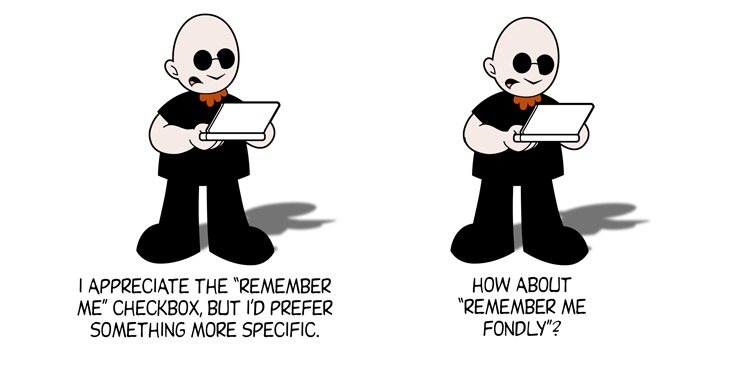 I APPRECIATE THE "REMEMBER
ME" CHECKBOX, BUT I'D PREFER
SOMETHING MORE SPECIFIC.
HOW ABOUT
"REMEMBER ME
FONDLY"?